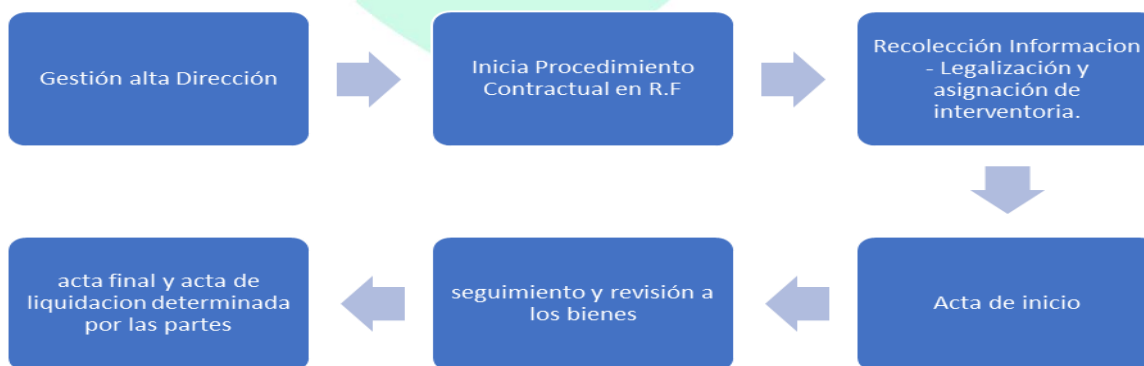 Gestión alta Dirección
Inicia Procedimiento
Contractual en R.F
Recolección Informacion
- Legalización y
asignación de
interventoria.
Acta de inicio
seguimiento y revisión a
los bienes
acta final y acta de
liquidacion determinada
por las partes